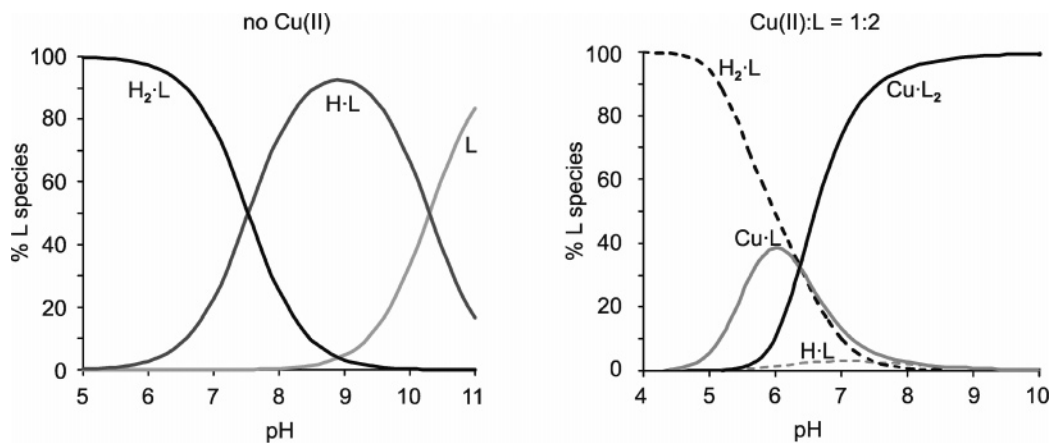 no Cu(II)
100
80
60
40
20
0
% L species
H₂·L
H·L
L
5 6 7 8 9 10 11
pH
Cu(II):L = 1:2
100
80
60
40
20
0
% L species
H₂·L
Cu·L₂
Cu·L
H·L
4 5 6 7 8 9 10
pH